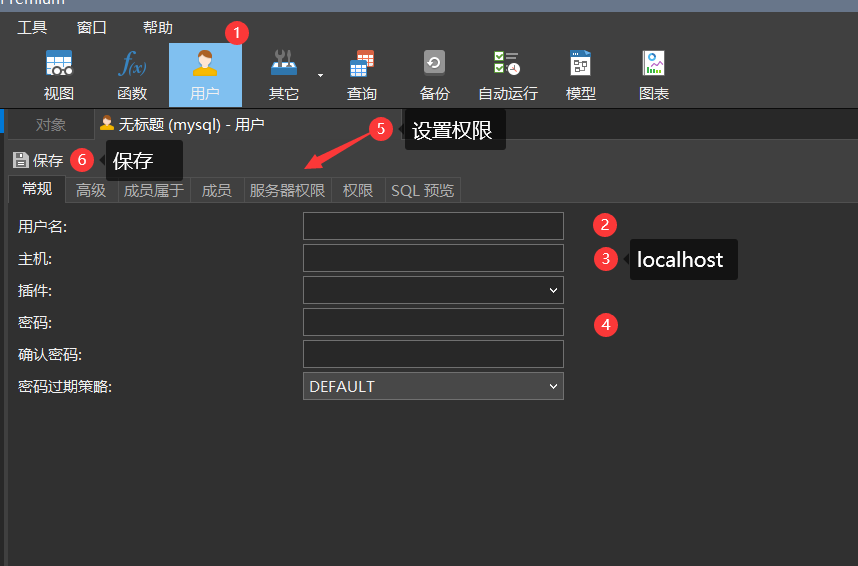 Premium
工具 窗口 帮助
1
视图 函数 用户 其它 查询 备份 自动运行 模型 图表
对象 无标题 (mysql) - 用户 5 设置权限
保存 6 保存
常规 高级 成员属于 成员 服务器权限 权限 SQL 预览
用户名: 2
主机: 3 localhost
插件:
密码: 4
确认密码:
密码过期策略: DEFAULT